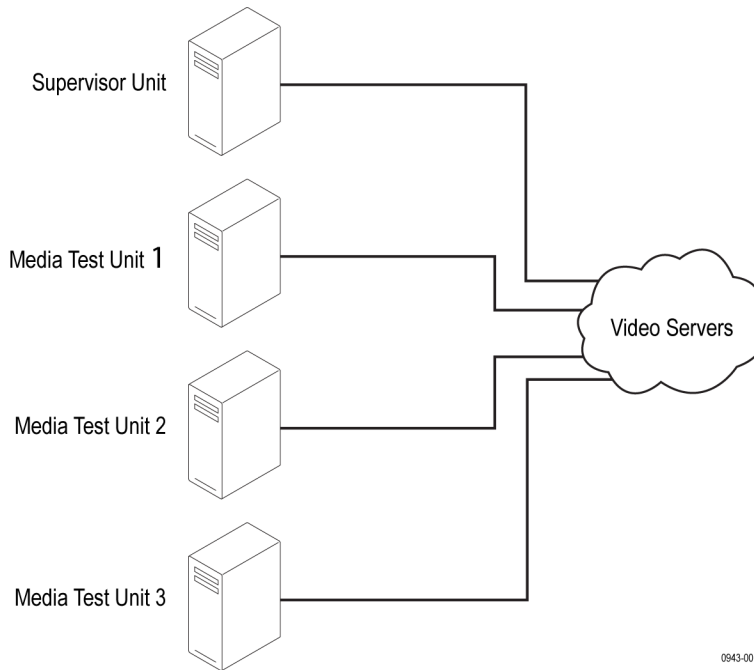 Supervisor Unit
Media Test Unit 1
Video Servers
Media Test Unit 2
Media Test Unit 3
0943-00